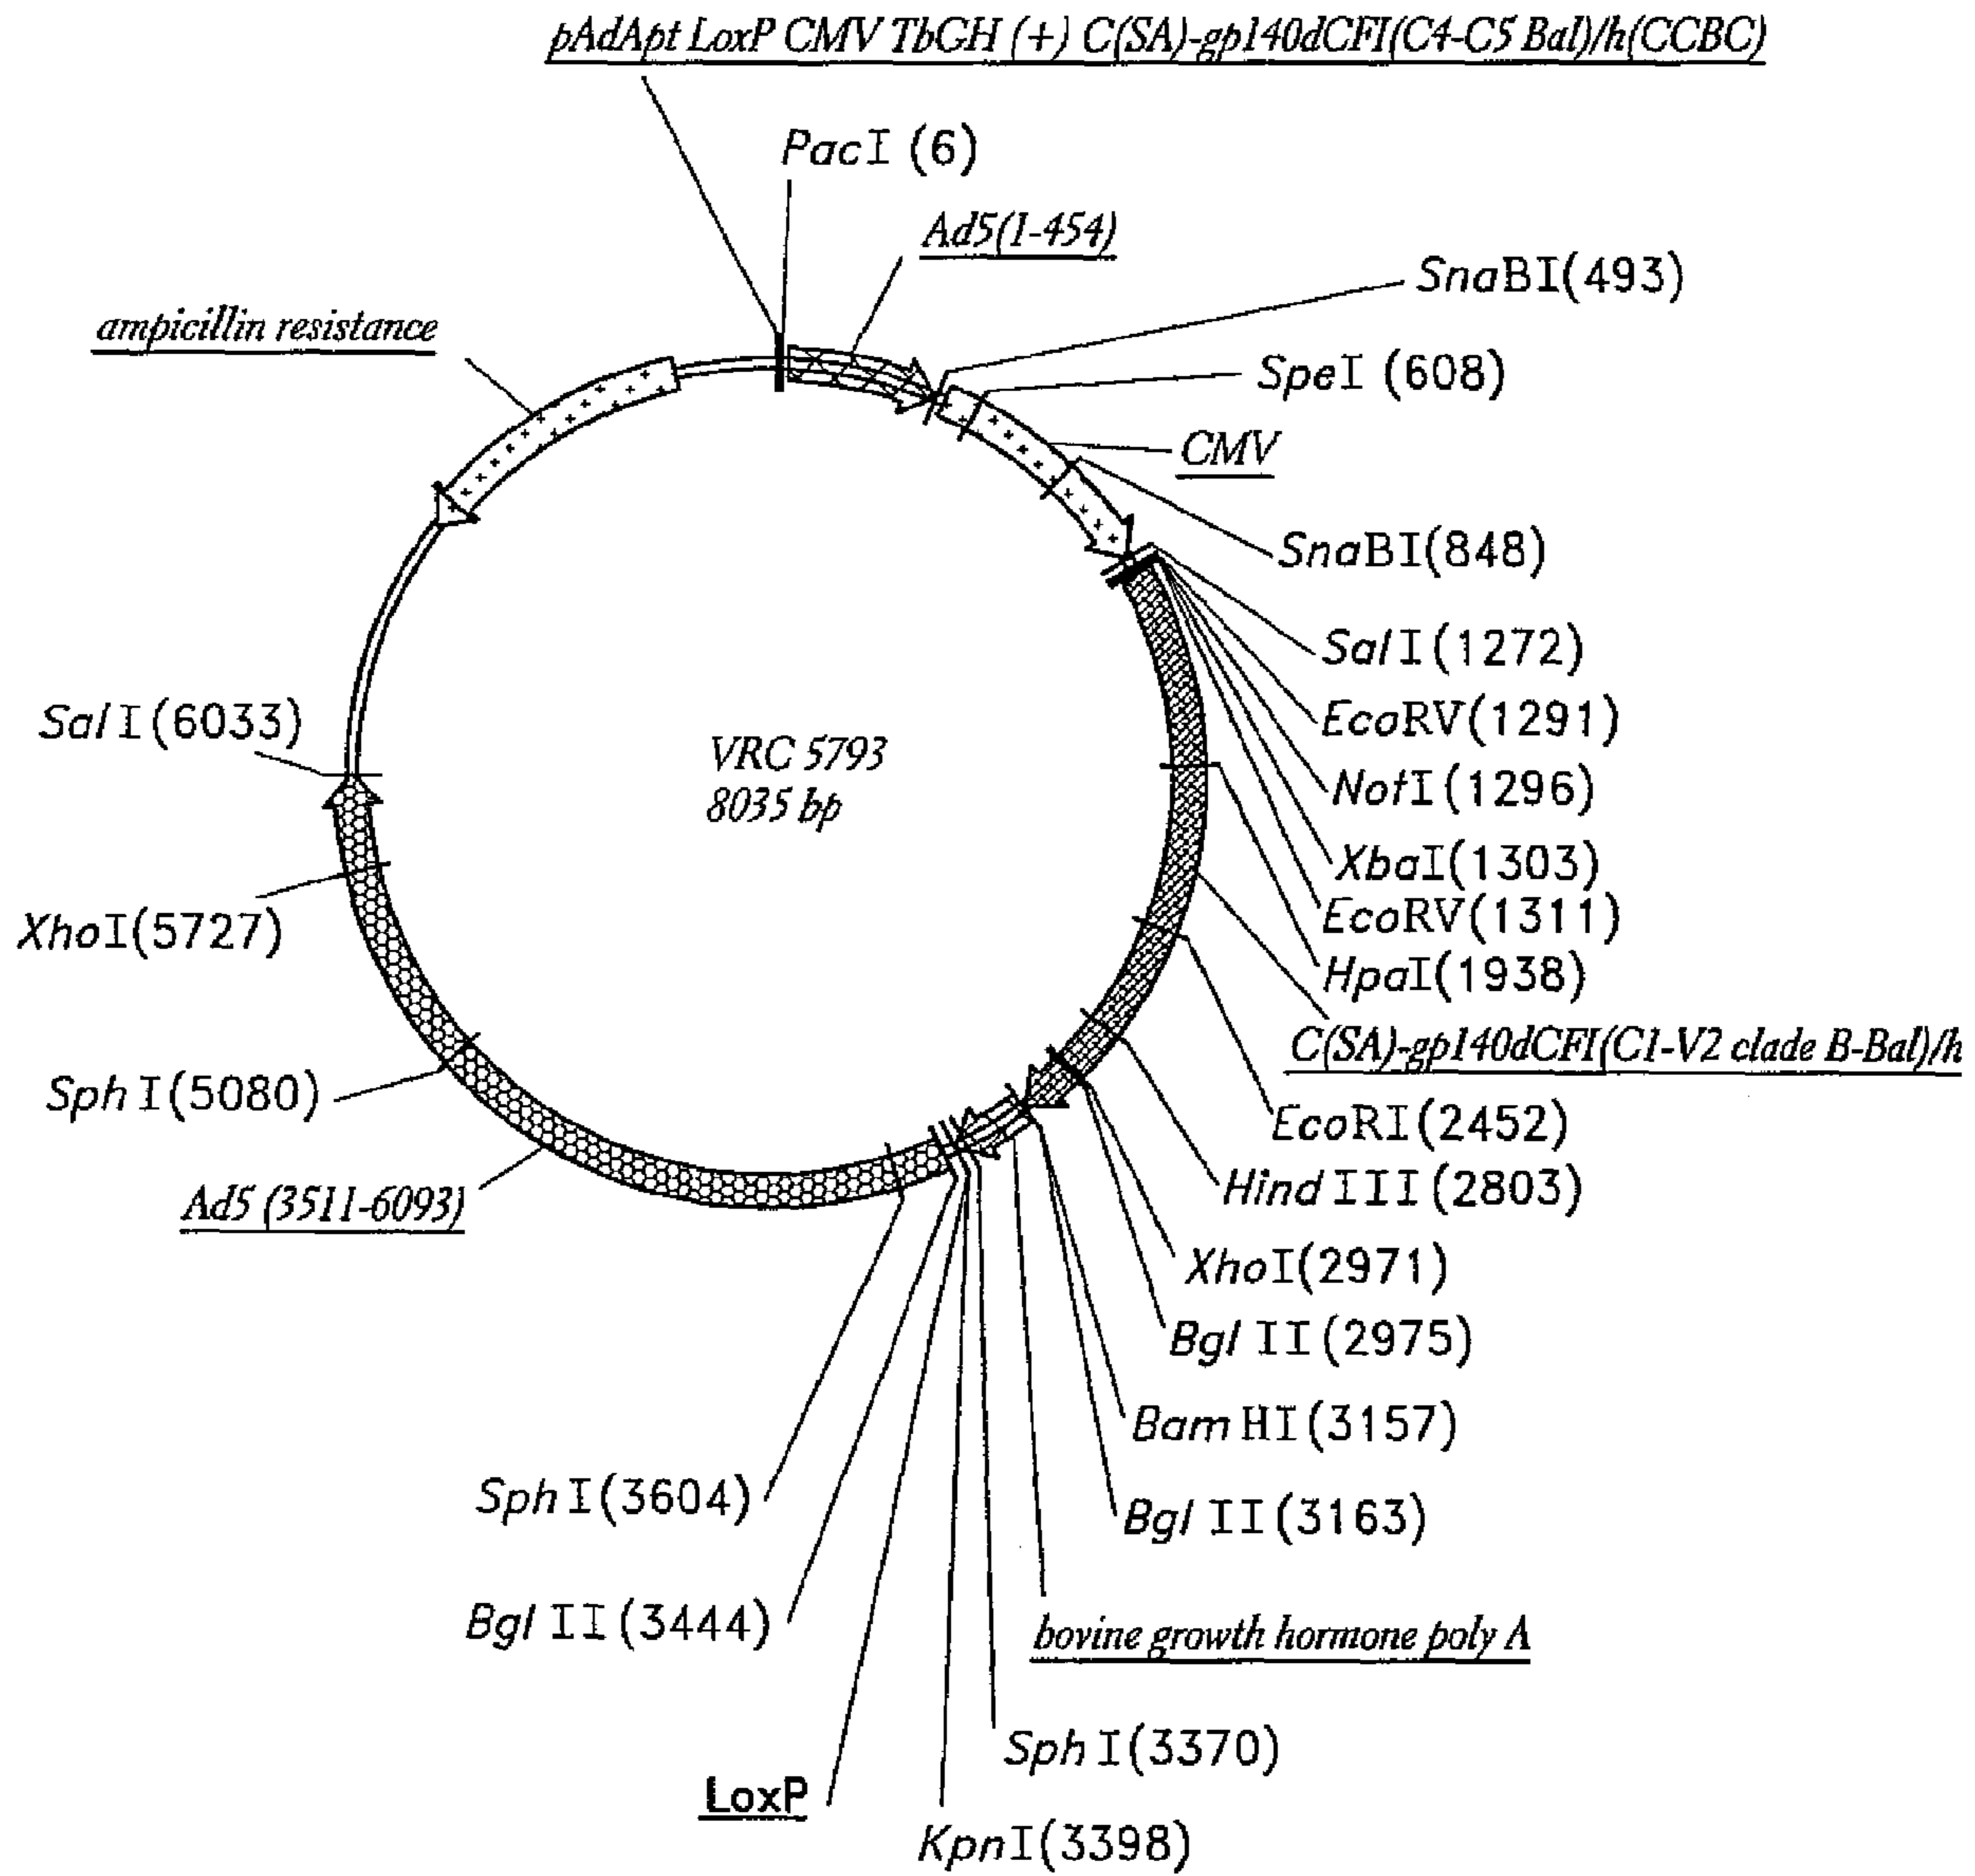 pAdApt LoxP CMV TbGH (+) C(SA)-gp140dCFI(C4-C5 Bal)/h(CCBC)
PacI (6)
Ad5(1-454)
SnaBI(493)
ampicillin resistance
SpeI (608)
CMV
SnaBI(848)
SalI(1272)
SalI(6033)
EcoRV(1291)
VRC 5793
8035 bp
NotI(1296)
XbaI(1303)
EcoRV(1311)
XhoI(5727)
HpaI(1938)
C(SA)-gp140dCFI(C1-V2 clade B-Bal)/h
SphI(5080)
EcoRI(2452)
HindIII(2803)
Ad5 (3511-6093)
XhoI(2971)
BglII(2975)
BamHI(3157)
SphI(3604)
BglII(3163)
BglII(3444)
bovine growth hormone poly A
SphI(3370)
LoxP
KpnI(3398)